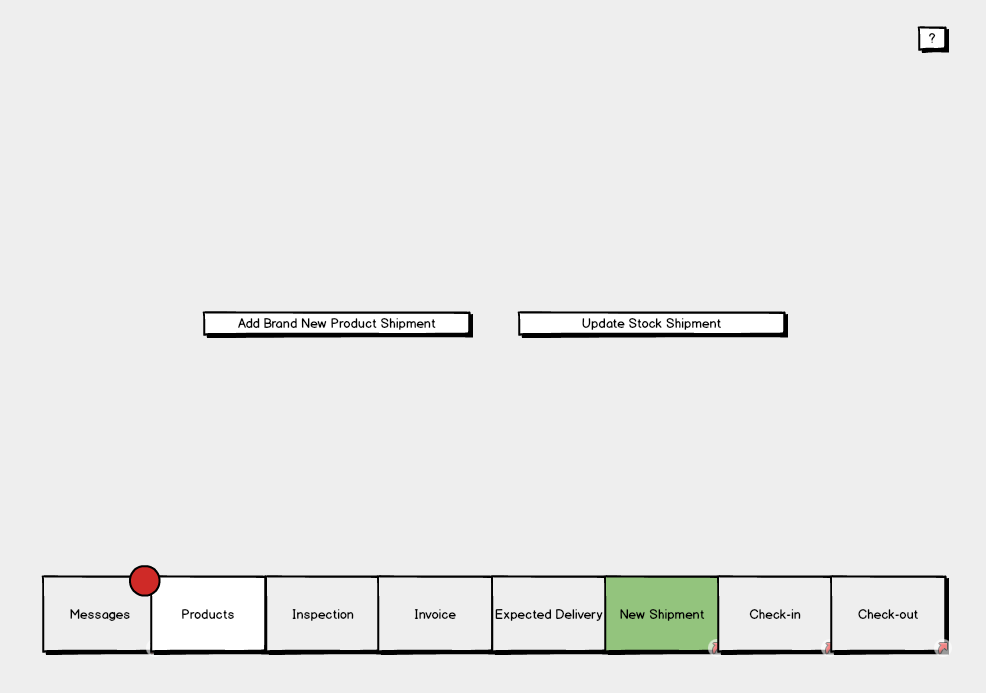 ?
Add Brand New Product Shipment
Update Stock Shipment
Messages
Products
Inspection
Invoice
Expected Delivery
New Shipment
Check-in
Check-out